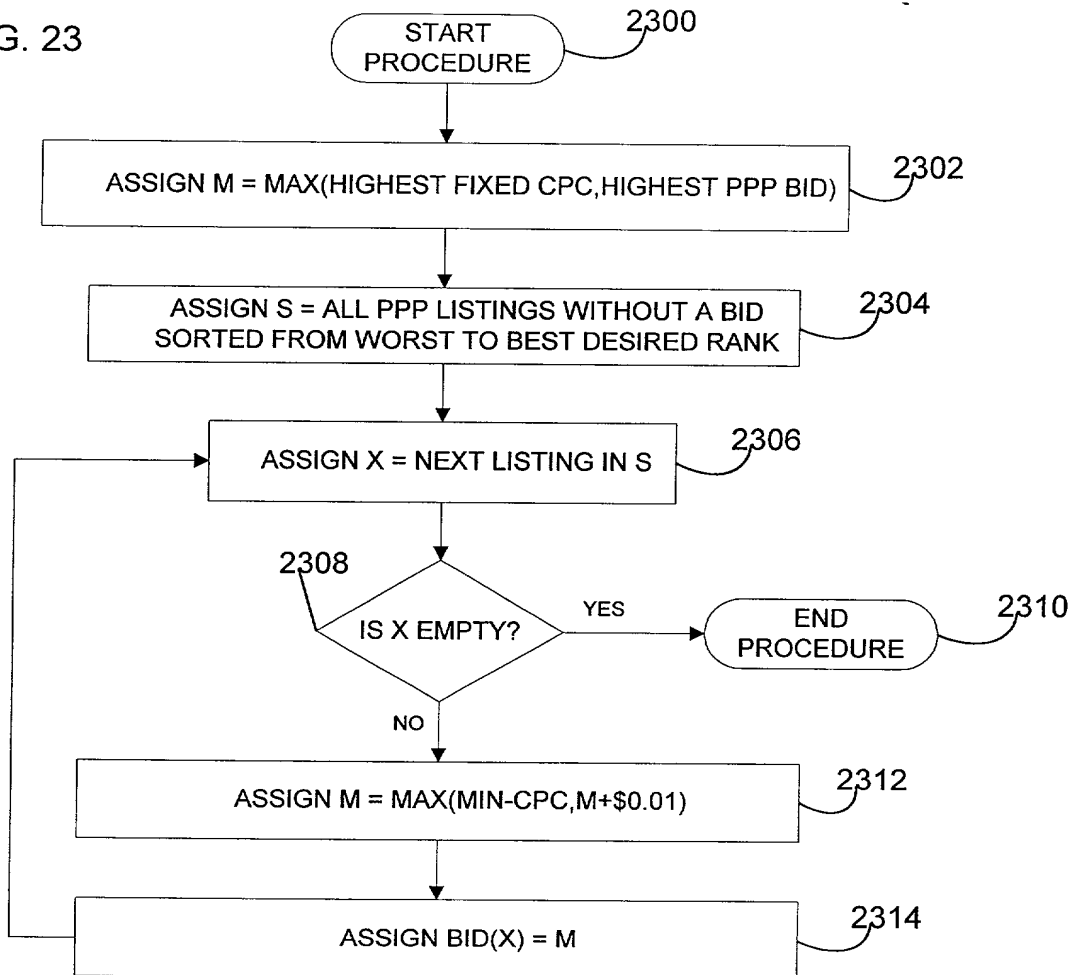 G. 23
START
PROCEDURE
2300
ASSIGN M = MAX(HIGHEST FIXED CPC,HIGHEST PPP BID)
2302
ASSIGN S = ALL PPP LISTINGS WITHOUT A BID
SORTED FROM WORST TO BEST DESIRED RANK
2304
ASSIGN X = NEXT LISTING IN S
2306
2308
IS X EMPTY?
YES
END
PROCEDURE
2310
NO
ASSIGN M = MAX(MIN-CPC,M+$0.01)
2312
ASSIGN BID(X) = M
2314